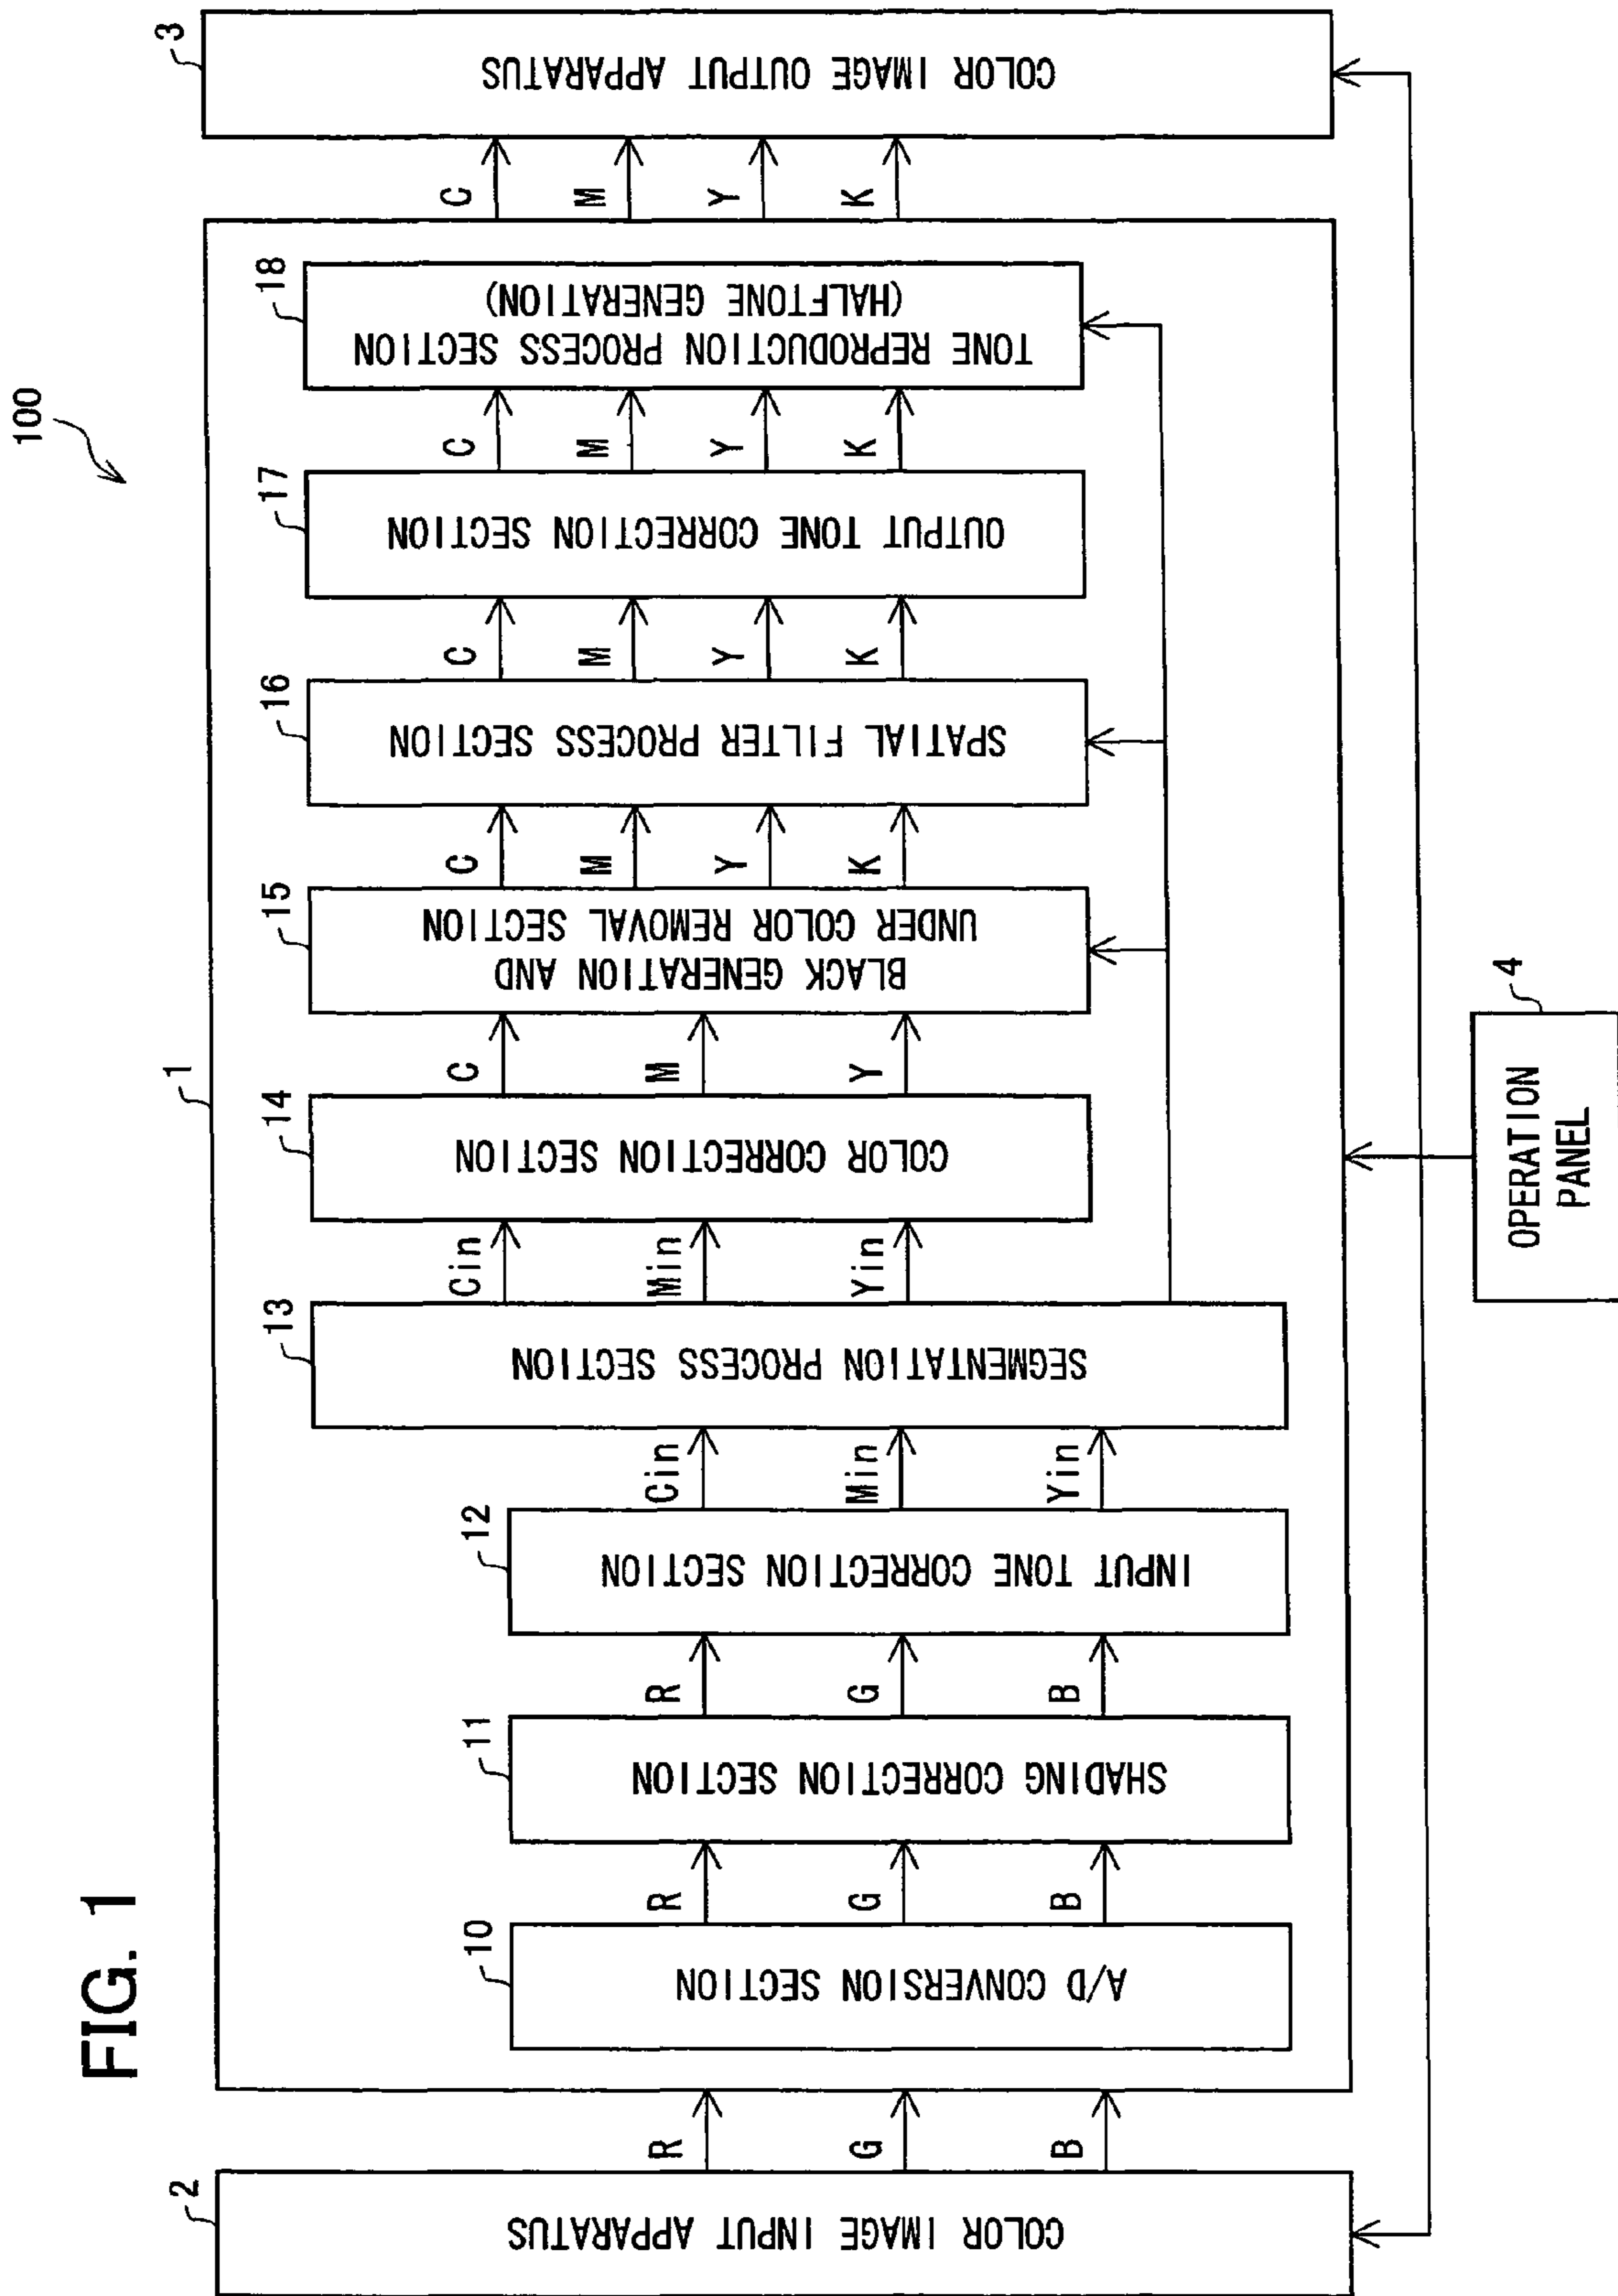 FIG. 1
100
1
2
COLOR IMAGE INPUT APPARATUS
R
G
B
10
A/D CONVERSION SECTION
R
G
B
11
SHADING CORRECTION SECTION
R
G
B
12
INPUT TONE CORRECTION SECTION
Cin
Min
Yin
13
SEGMENTATION PROCESS SECTION
Cin
Min
Yin
14
COLOR CORRECTION SECTION
C
M
Y
15
BLACK GENERATION AND
UNDER COLOR REMOVAL SECTION
C
M
Y
K
16
SPATIAL FILTER PROCESS SECTION
C
M
Y
K
17
OUTPUT TONE CORRECTION SECTION
C
M
Y
K
18
TONE REPRODUCTION PROCESS SECTION
(HALFTONE GENERATION)
C
M
Y
K
3
COLOR IMAGE OUTPUT APPARATUS
4
OPERATION
PANEL